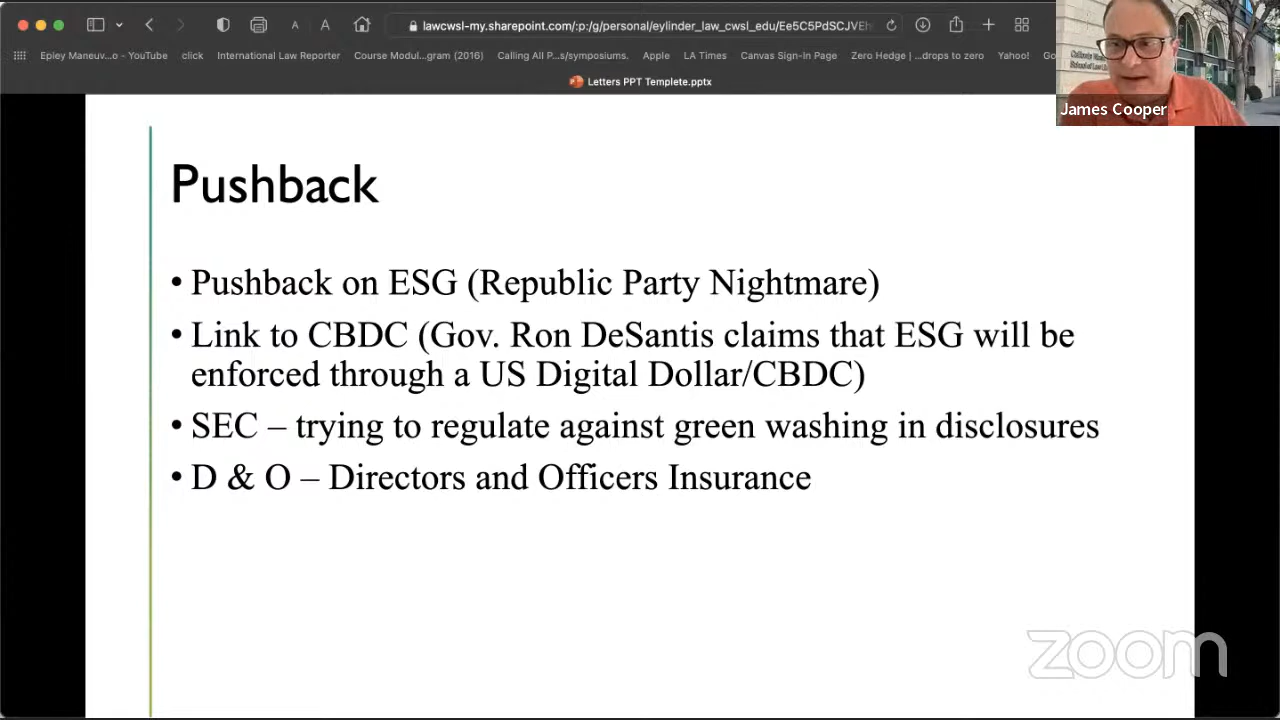 A A lawcwsl-my.sharepoint.com/:p:/g/personal/eylinder_law_cwsl_edu/Ee5C5PdSCJVEh
Epley Maneuv...o - YouTube click International Law Reporter Course Modul...gram (2016) Calling All P...s/symposiums. Apple LA Times Canvas Sign-In Page Zero Hedge |...drops to zero Yahoo! Go
Letters PPT Templete.pptx
James Cooper
Pushback
• Pushback on ESG (Republic Party Nightmare)
• Link to CBDC (Gov. Ron DeSantis claims that ESG will be
enforced through a US Digital Dollar/CBDC)
• SEC – trying to regulate against green washing in disclosures
• D & O – Directors and Officers Insurance
zoom